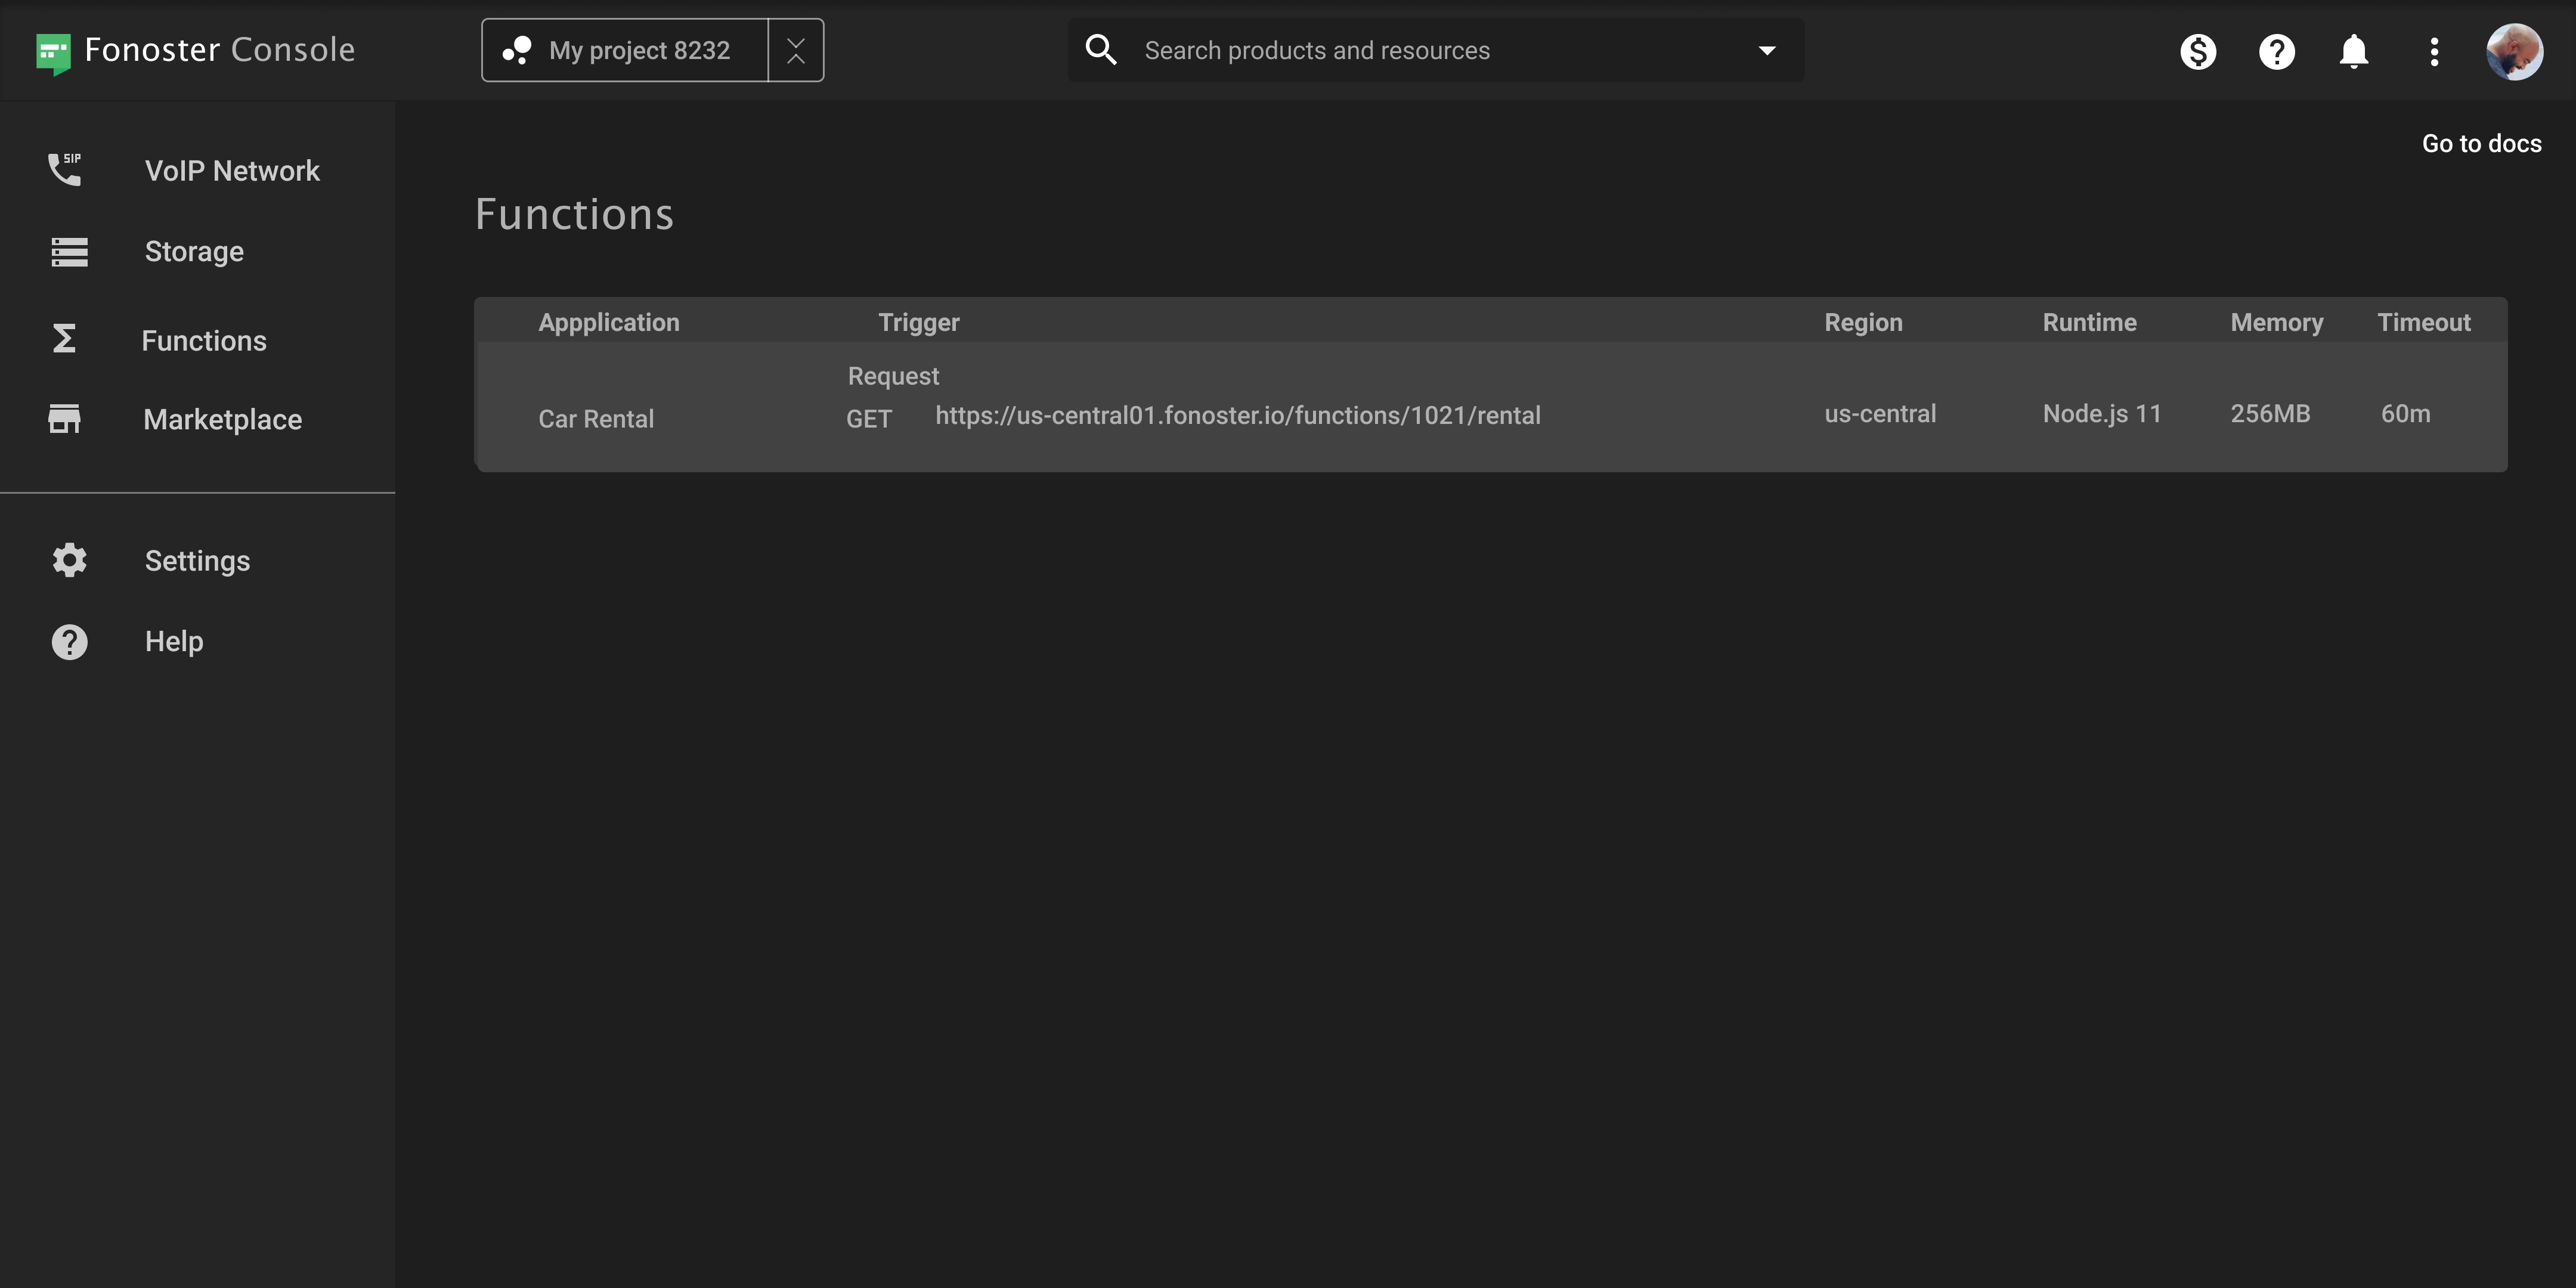 Fonoster Console
My project 8232
Search products and resources
Go to docs
SIP
VoIP Network
Storage
Functions
Marketplace
Settings
Help
Functions
Appplication Trigger Region Runtime Memory Timeout
Request
Car Rental GET https://us-central01.fonoster.io/functions/1021/rental us-central Node.js 11 256MB 60m